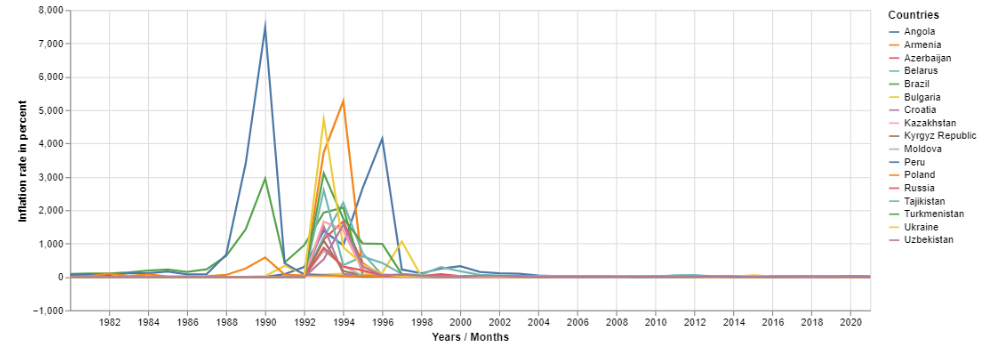 8,000
7,000
6,000
5,000
4,000
3,000
2,000
1,000
0
−1,000
Inflation rate in percent
1982 1984 1986 1988 1990 1992 1994 1996 1998 2000 2002 2004 2006 2008 2010 2012 2014 2016 2018 2020
Years / Months
Countries
Angola
Armenia
Azerbaijan
Belarus
Brazil
Bulgaria
Croatia
Kazakhstan
Kyrgyz Republic
Moldova
Peru
Poland
Russia
Tajikistan
Turkmenistan
Ukraine
Uzbekistan